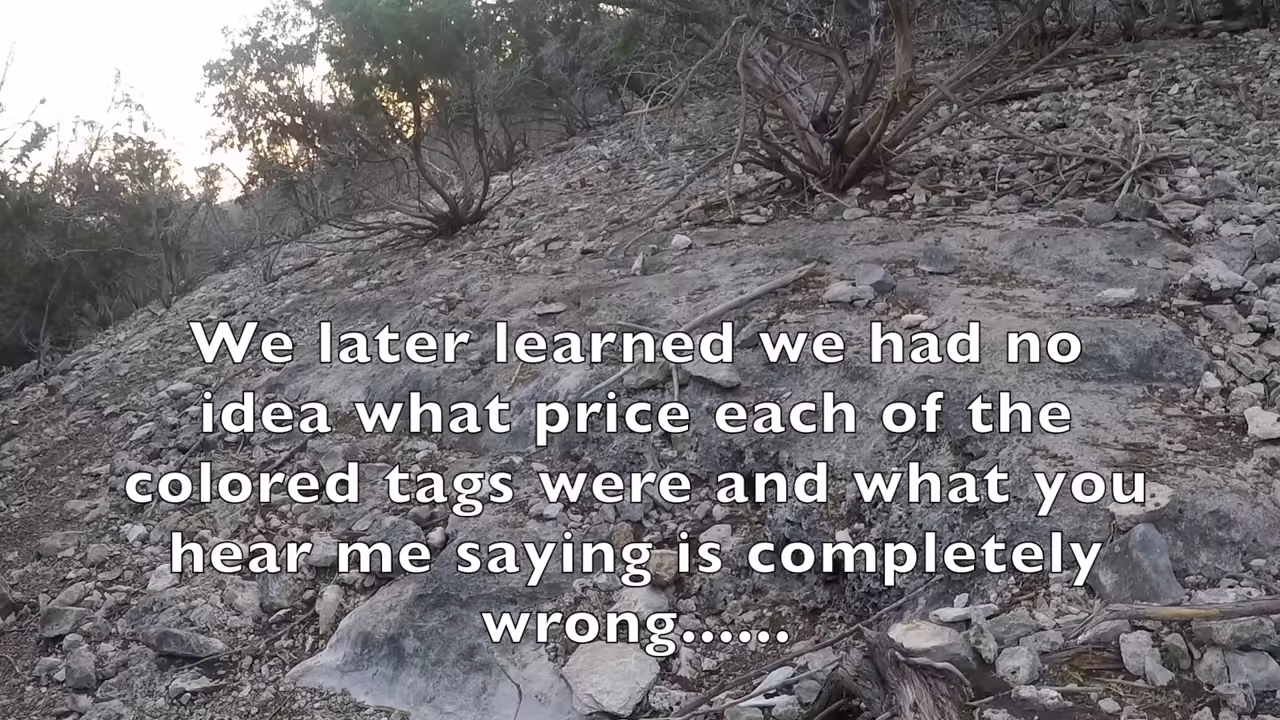 We later learned we had no
idea what price each of the
colored tags were and what you
hear me saying is completely
wrong......